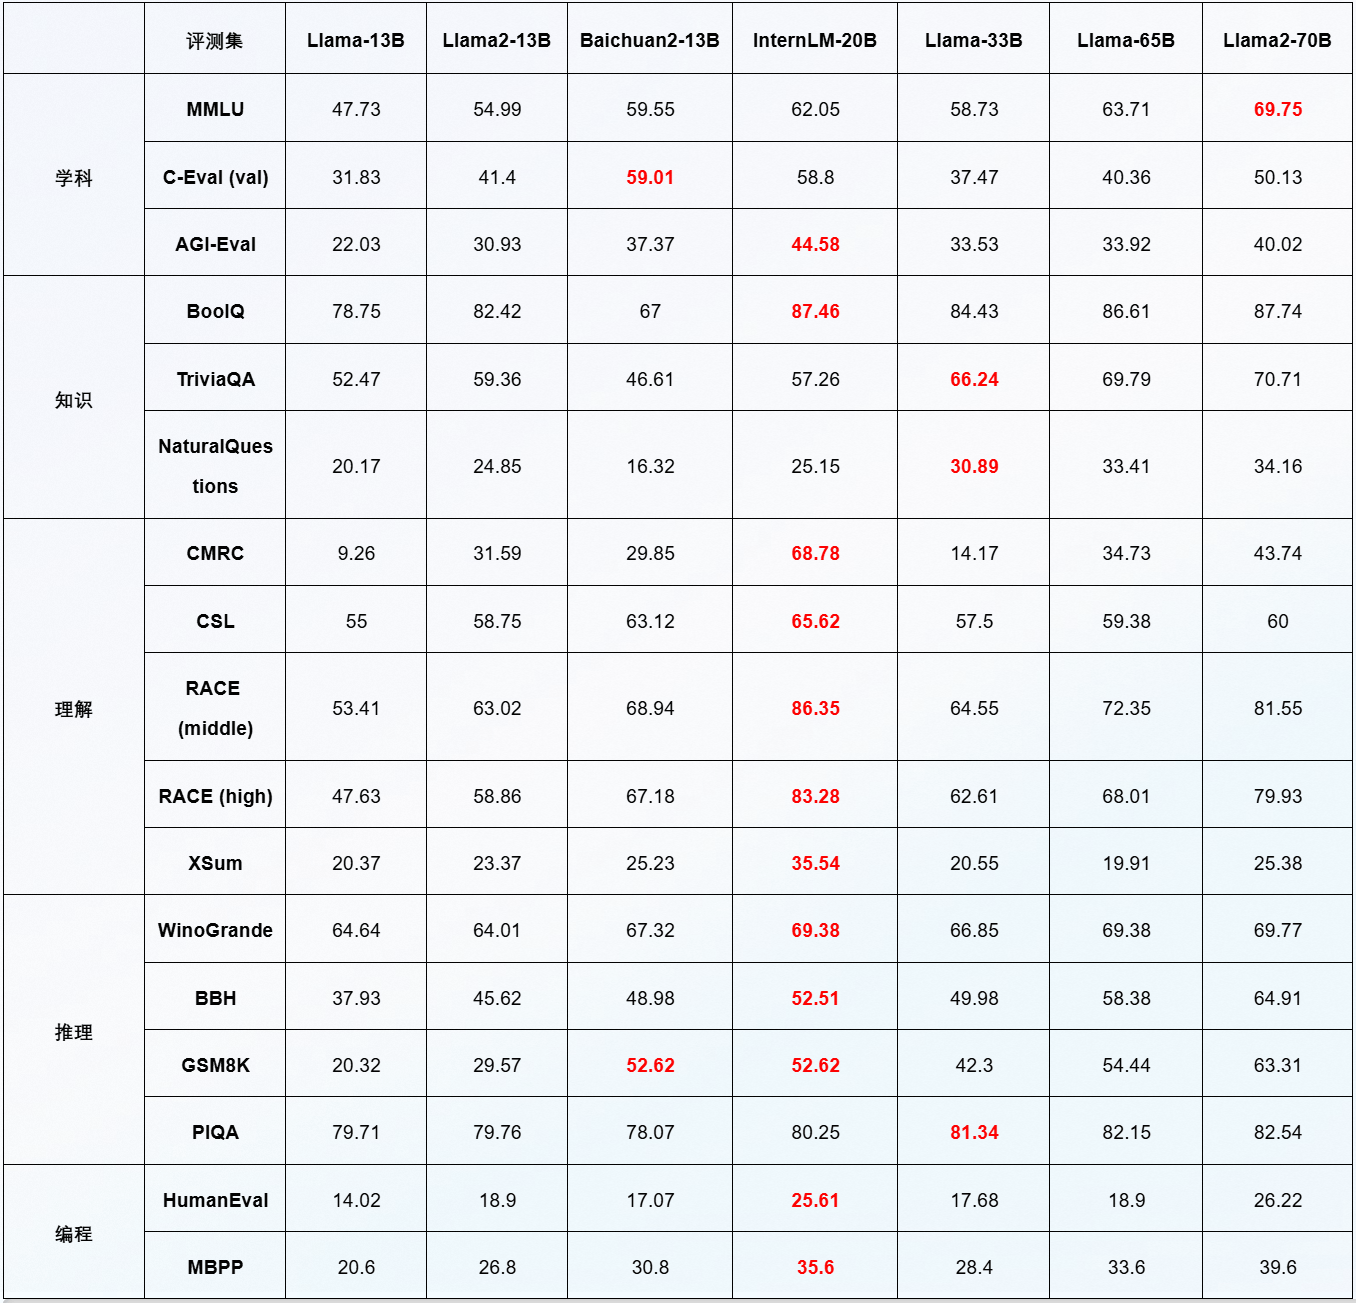 评测集 Llama-13B Llama2-13B Baichuan2-13B InternLM-20B Llama-33B Llama-65B Llama2-70B
学科
MMLU 47.73 54.99 59.55 62.05 58.73 63.71 69.75
C-Eval (val) 31.83 41.4 59.01 58.8 37.47 40.36 50.13
AGI-Eval 22.03 30.93 37.37 44.58 33.53 33.92 40.02
知识
BoolQ 78.75 82.42 67 87.46 84.43 86.61 87.74
TriviaQA 52.47 59.36 46.61 57.26 66.24 69.79 70.71
NaturalQues
tions 20.17 24.85 16.32 25.15 30.89 33.41 34.16
理解
CMRC 9.26 31.59 29.85 68.78 14.17 34.73 43.74
CSL 55 58.75 63.12 65.62 57.5 59.38 60
RACE
(middle) 53.41 63.02 68.94 86.35 64.55 72.35 81.55
RACE (high) 47.63 58.86 67.18 83.28 62.61 68.01 79.93
XSum 20.37 23.37 25.23 35.54 20.55 19.91 25.38
推理
WinoGrande 64.64 64.01 67.32 69.38 66.85 69.38 69.77
BBH 37.93 45.62 48.98 52.51 49.98 58.38 64.91
GSM8K 20.32 29.57 52.62 52.62 42.3 54.44 63.31
PIQA 79.71 79.76 78.07 80.25 81.34 82.15 82.54
编程
HumanEval 14.02 18.9 17.07 25.61 17.68 18.9 26.22
MBPP 20.6 26.8 30.8 35.6 28.4 33.6 39.6